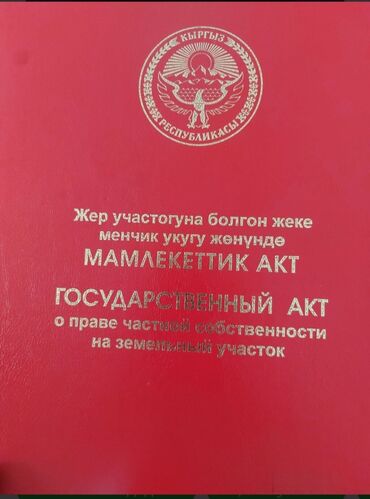 КЫРГЫЗ
РЕСПУБЛИКАСЫ
Жер участогуна болгон жеке
менчик укугу жөнүндө
МАМЛЕКЕТТИК АКТ
ГОСУДАРСТВЕННЫЙ АКТ
о праве частной собственности
на земельный участок